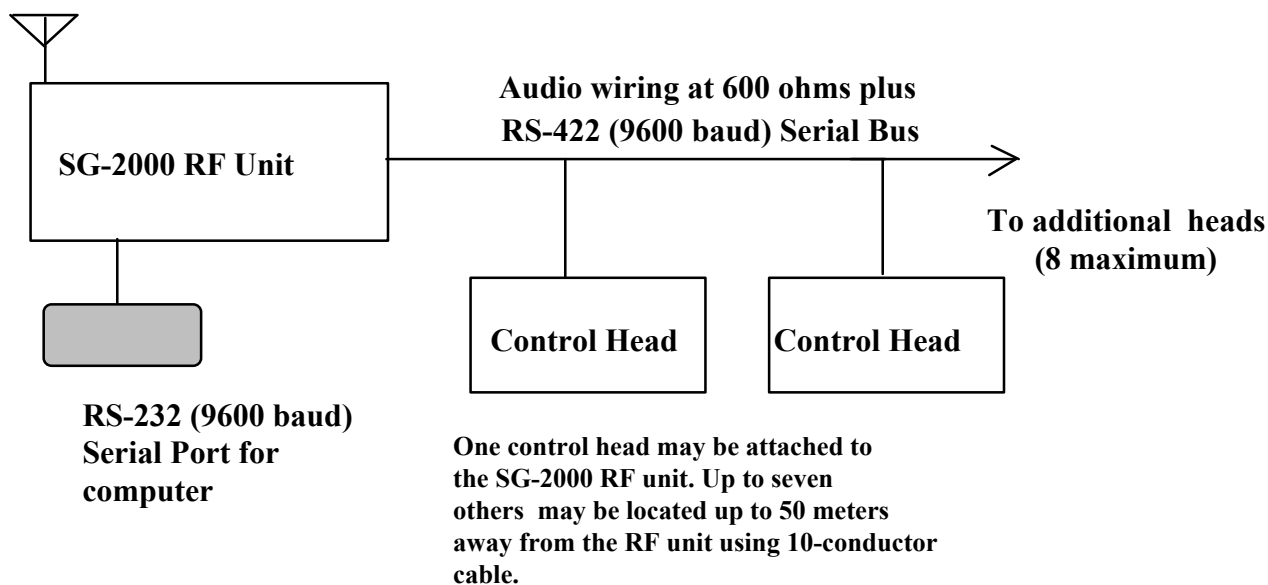 Audio wiring at 600 ohms plus
RS-422 (9600 baud) Serial Bus
SG-2000 RF Unit
To additional heads
(8 maximum)
Control Head
Control Head
RS-232 (9600 baud)
Serial Port for
computer
One control head may be attached to
the SG-2000 RF unit. Up to seven
others may be located up to 50 meters
away from the RF unit using 10-conductor
cable.